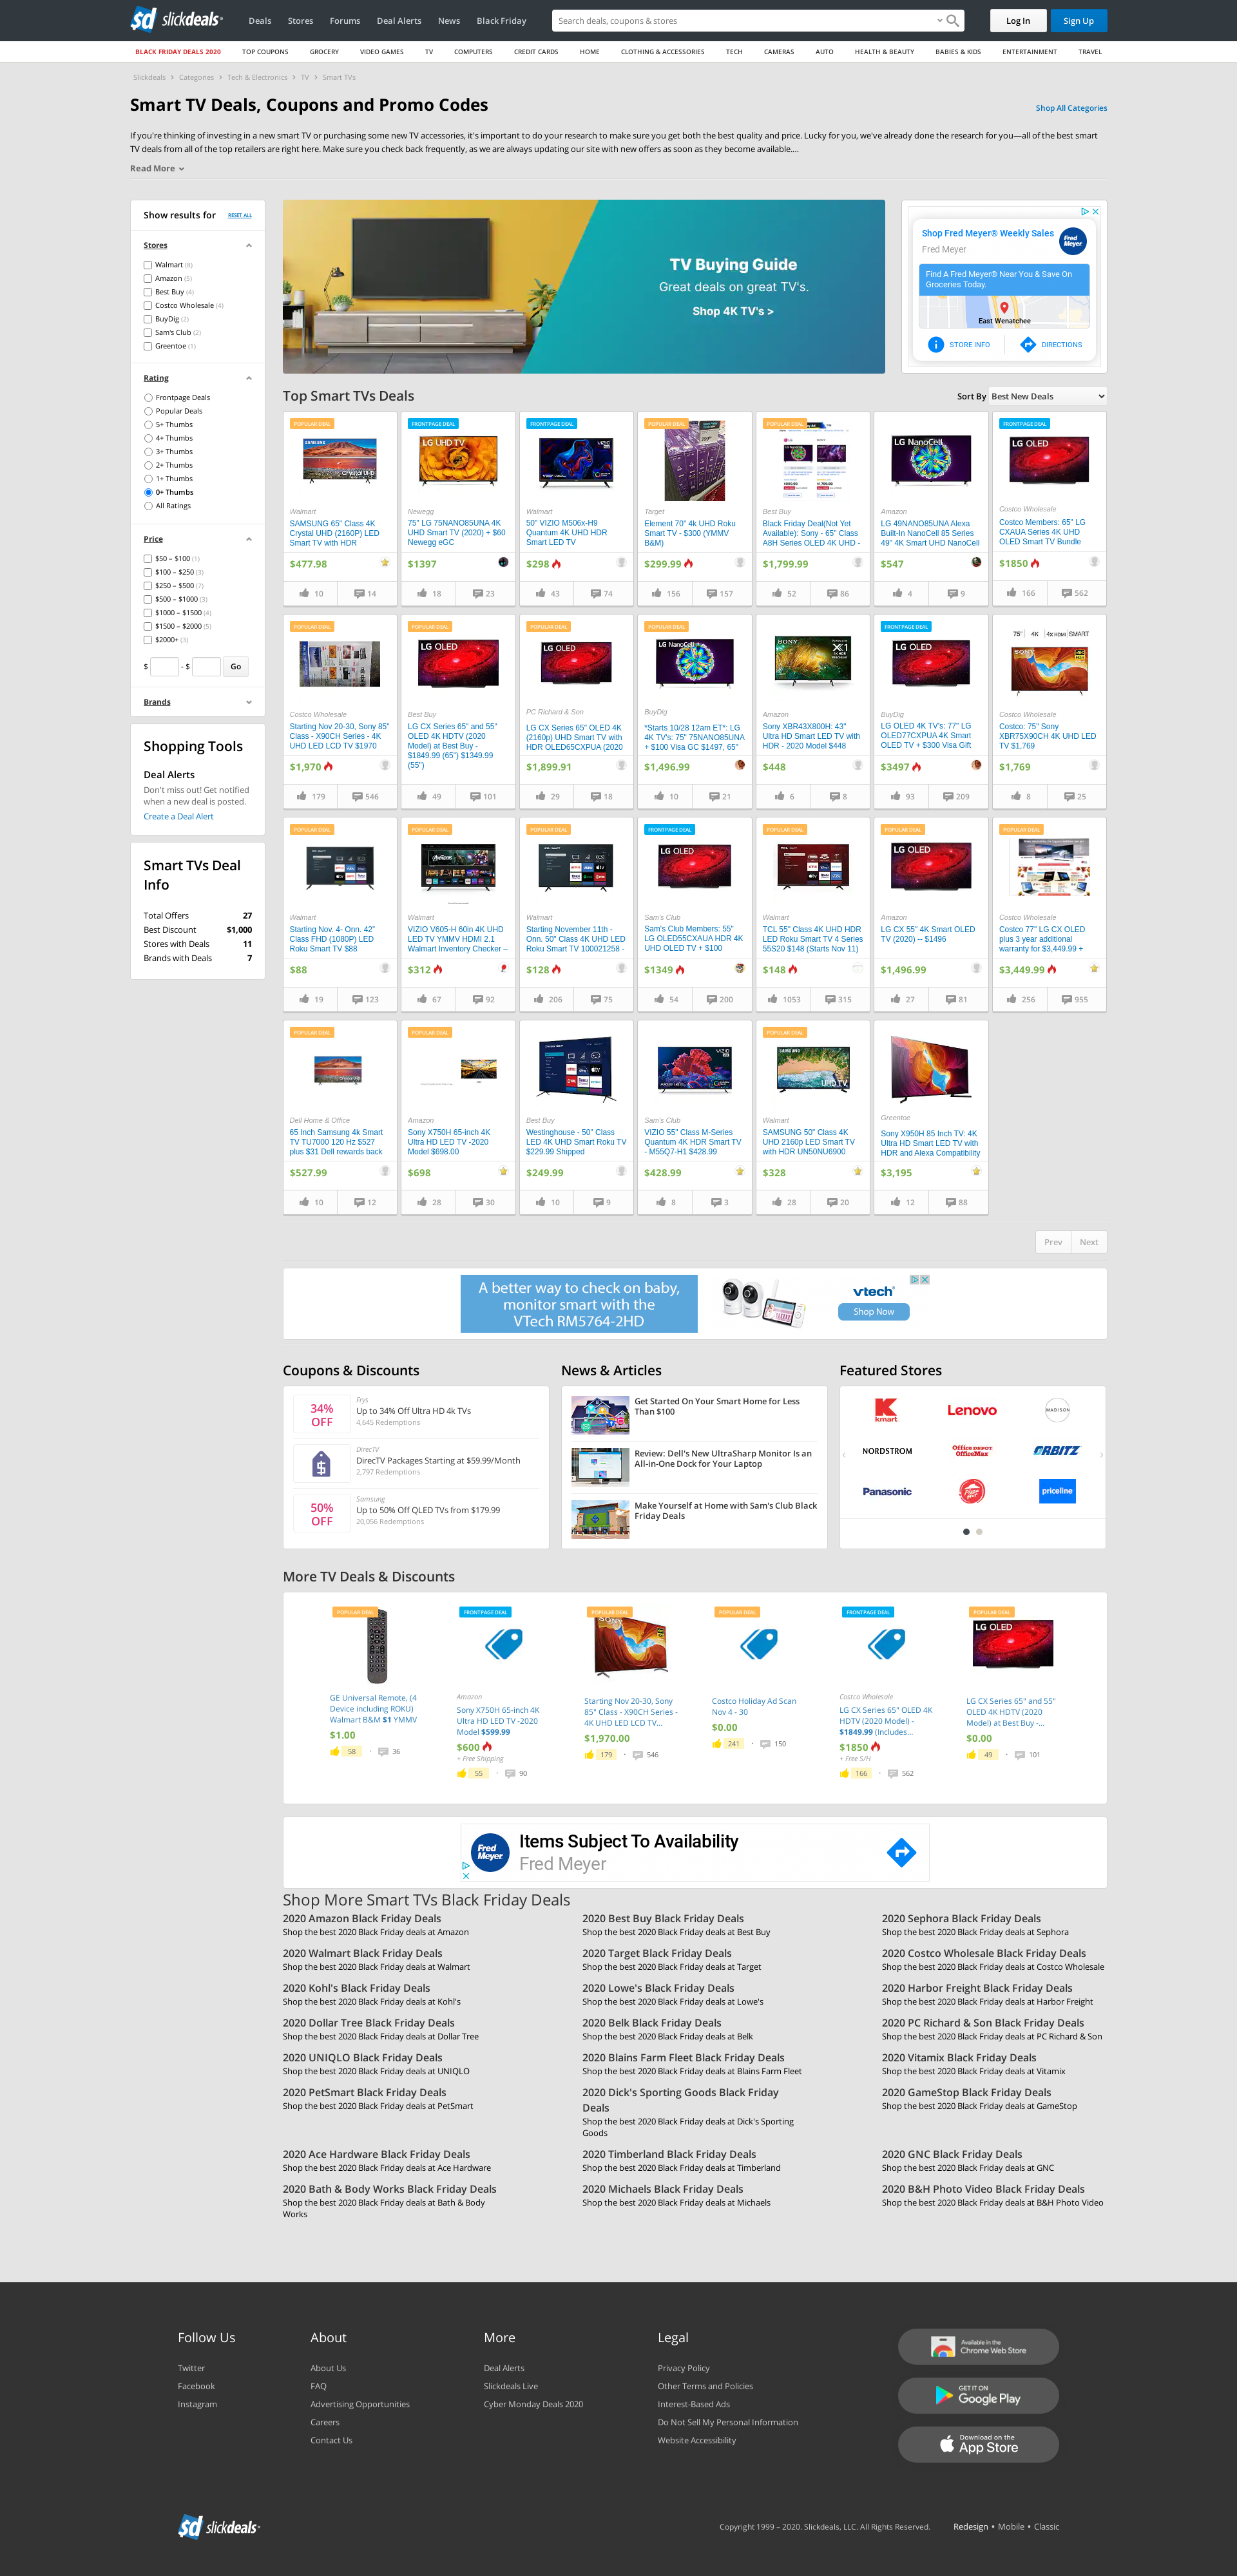 slickdeals
Deals Stores Forums Deal Alerts News Black Friday
Search deals, coupons & stores
Log In
Sign Up
BLACK FRIDAY DEALS 2020 TOP COUPONS GROCERY VIDEO GAMES TV COMPUTERS CREDIT CARDS HOME CLOTHING & ACCESSORIES TECH CAMERAS AUTO HEALTH & BEAUTY BABIES & KIDS ENTERTAINMENT TRAVEL
Slickdeals Categories Tech & Electronics TV Smart TVs
Smart TV Deals, Coupons and Promo Codes
Shop All Categories
If you're thinking of investing in a new smart TV or purchasing some new TV accessories, it's important to do your research to make sure you get both the best quality and price. Lucky for you, we've already done the research for you—all of the best smart
TV deals from all of the top retailers are right here. Make sure you check back frequently, as we are always updating our site with new offers as soon as they become available....
Read More
Show results for RESET ALL
Stores
Walmart (8)
Amazon (5)
Best Buy (4)
Costco Wholesale (4)
BuyDig (2)
Sam's Club (2)
Greentoe (1)
Rating
Frontpage Deals
Popular Deals
5+ Thumbs
4+ Thumbs
3+ Thumbs
2+ Thumbs
1+ Thumbs
0+ Thumbs
All Ratings
Price
$50 – $100 (1)
$100 – $250 (3)
$250 – $500 (7)
$500 – $1000 (3)
$1000 – $1500 (4)
$1500 – $2000 (5)
$2000+ (3)
$ - $ Go
Brands
Shopping Tools
Deal Alerts
Don't miss out! Get notified
when a new deal is posted.
Create a Deal Alert
Smart TVs Deal
Info
Total Offers 27
Best Discount $1,000
Stores with Deals 11
Brands with Deals 7
TV Buying Guide
Great deals on great TV's.
Shop 4K TV's >
Shop Fred Meyer® Weekly Sales
Fred Meyer
Find A Fred Meyer® Near You & Save On
Groceries Today.
East Wenatchee
STORE INFO DIRECTIONS
Top Smart TVs Deals
Sort By Best New Deals
POPULAR DEAL
Walmart
SAMSUNG 65" Class 4K
Crystal UHD (2160P) LED
Smart TV with HDR
$477.98
10 14
FRONTPAGE DEAL
LG UHD TV
Newegg
75" LG 75NANO85UNA 4K
UHD Smart TV (2020) + $60
Newegg eGC
$1397
18 23
FRONTPAGE DEAL
Walmart
50" VIZIO M506x-H9
Quantum 4K UHD HDR
Smart LED TV
$298
43 74
POPULAR DEAL
Target
Element 70" 4k UHD Roku
Smart TV - $300 (YMMV
B&M)
$299.99
156 157
POPULAR DEAL
Best Buy
Black Friday Deal(Not Yet
Available): Sony - 65" Class
A8H Series OLED 4K UHD -
$1,799.99
52 86
LG NanoCell
Amazon
LG 49NANO85UNA Alexa
Built-In NanoCell 85 Series
49" 4K Smart UHD NanoCell
$547
4 9
FRONTPAGE DEAL
LG OLED
Costco Wholesale
Costco Members: 65" LG
CXAUA Series 4K UHD
OLED Smart TV Bundle
$1850
166 562
POPULAR DEAL
Costco Wholesale
Starting Nov 20-30, Sony 85"
Class - X90CH Series - 4K
UHD LED LCD TV $1970
$1,970
179 546
POPULAR DEAL
LG OLED
Best Buy
LG CX Series 65" and 55"
OLED 4K HDTV (2020
Model) at Best Buy -
$1849.99 (65") $1349.99
(55")
49 101
POPULAR DEAL
LG OLED
PC Richard & Son
LG CX Series 65" OLED 4K
(2160p) UHD Smart TV with
HDR OLED65CXPUA (2020
$1,899.91
29 18
POPULAR DEAL
LG NanoCell
BuyDig
*Starts 10/28 12am ET*: LG
4K TV's: 75" 75NANO85UNA
+ $100 Visa GC $1497, 65"
$1,496.99
10 21
SONY
Amazon
Sony XBR43X800H: 43"
Ultra HD Smart LED TV with
HDR - 2020 Model $448
$448
6 8
FRONTPAGE DEAL
LG OLED
BuyDig
LG OLED 4K TV's: 77" LG
OLED77CXPUA 4K Smart
OLED TV + $300 Visa Gift
$3497
93 209
75" 4K 4x HDMI SMART
SONY
Costco Wholesale
Costco: 75" Sony
XBR75X90CH 4K UHD LED
TV $1,769
$1,769
8 25
POPULAR DEAL
Walmart
Starting Nov. 4- Onn. 42"
Class FHD (1080P) LED
Roku Smart TV $88
$88
19 123
POPULAR DEAL
Walmart
VIZIO V605-H 60in 4K UHD
LED TV YMMV HDMI 2.1
Walmart Inventory Checker –
$312
67 92
POPULAR DEAL
Walmart
Starting November 11th -
Onn. 50" Class 4K UHD LED
Roku Smart TV 100021258 -
$128
206 75
FRONTPAGE DEAL
LG OLED
Sam's Club
Sam's Club Members: 55"
LG OLED55CXAUA HDR 4K
UHD OLED TV + $100
$1349
54 200
POPULAR DEAL
Walmart
TCL 55" Class 4K UHD HDR
LED Roku Smart TV 4 Series
55S20 $148 (Starts Nov 11)
$148
1053 315
POPULAR DEAL
LG OLED
Amazon
LG CX 55" 4K Smart OLED
TV (2020) -- $1496
$1,496.99
27 81
POPULAR DEAL
Costco Wholesale
Costco 77" LG CX OLED
plus 3 year additional
warranty for $3,449.99 +
$3,449.99
256 955
POPULAR DEAL
Dell Home & Office
65 Inch Samsung 4k Smart
TV TU7000 120 Hz $527
plus $31 Dell rewards back
$527.99
10 12
POPULAR DEAL
Amazon
Sony X750H 65-inch 4K
Ultra HD LED TV -2020
Model $698.00
$698
28 30
Best Buy
Westinghouse - 50" Class
LED 4K UHD Smart Roku TV
$229.99 Shipped
$249.99
10 9
Sam's Club
VIZIO 55" Class M-Series
Quantum 4K HDR Smart TV
- M55Q7-H1 $428.99
$428.99
8 3
POPULAR DEAL
SAMSUNG
UHD TV
Walmart
SAMSUNG 50" Class 4K
UHD 2160p LED Smart TV
with HDR UN50NU6900
$328
28 20
Greentoe
Sony X950H 85 Inch TV: 4K
Ultra HD Smart LED TV with
HDR and Alexa Compatibility
$3,195
12 88
Prev Next
A better way to check on baby,
monitor smart with the
VTech RM5764-2HD
vtech
Shop Now
Coupons & Discounts
34%
OFF
Frys
Up to 34% Off Ultra HD 4k TVs
4,645 Redemptions
DirecTV
DirecTV Packages Starting at $59.99/Month
2,797 Redemptions
50%
OFF
Samsung
Up to 50% Off QLED TVs from $179.99
20,056 Redemptions
News & Articles
Get Started On Your Smart Home for Less
Than $100
Review: Dell's New UltraSharp Monitor Is an
All-in-One Dock for Your Laptop
Make Yourself at Home with Sam's Club Black
Friday Deals
Featured Stores
kmart Lenovo MADISON
NORDSTROM Office DEPOT OfficeMax ORBITZ
Panasonic Pizza Hut priceline
More TV Deals & Discounts
POPULAR DEAL
GE Universal Remote, (4
Device including ROKU)
Walmart B&M $1 YMMV
$1.00
58 36
FRONTPAGE DEAL
Amazon
Sony X750H 65-inch 4K
Ultra HD LED TV -2020
Model $599.99
$600
+ Free Shipping
55 90
POPULAR DEAL
SONY
Starting Nov 20-30, Sony
85" Class - X90CH Series -
4K UHD LED LCD TV...
$1,970.00
179 546
POPULAR DEAL
Costco Holiday Ad Scan
Nov 4 - 30
$0.00
241 150
FRONTPAGE DEAL
Costco Wholesale
LG CX Series 65" OLED 4K
HDTV (2020 Model) -
$1849.99 (Includes...
$1850
+ Free S/H
166 562
POPULAR DEAL
LG OLED
LG CX Series 65" and 55"
OLED 4K HDTV (2020
Model) at Best Buy -...
$0.00
49 101
Fred Meyer
Items Subject To Availability
Fred Meyer
Shop More Smart TVs Black Friday Deals
2020 Amazon Black Friday Deals
Shop the best 2020 Black Friday deals at Amazon
2020 Best Buy Black Friday Deals
Shop the best 2020 Black Friday deals at Best Buy
2020 Sephora Black Friday Deals
Shop the best 2020 Black Friday deals at Sephora
2020 Walmart Black Friday Deals
Shop the best 2020 Black Friday deals at Walmart
2020 Target Black Friday Deals
Shop the best 2020 Black Friday deals at Target
2020 Costco Wholesale Black Friday Deals
Shop the best 2020 Black Friday deals at Costco Wholesale
2020 Kohl's Black Friday Deals
Shop the best 2020 Black Friday deals at Kohl's
2020 Lowe's Black Friday Deals
Shop the best 2020 Black Friday deals at Lowe's
2020 Harbor Freight Black Friday Deals
Shop the best 2020 Black Friday deals at Harbor Freight
2020 Dollar Tree Black Friday Deals
Shop the best 2020 Black Friday deals at Dollar Tree
2020 Belk Black Friday Deals
Shop the best 2020 Black Friday deals at Belk
2020 PC Richard & Son Black Friday Deals
Shop the best 2020 Black Friday deals at PC Richard & Son
2020 UNIQLO Black Friday Deals
Shop the best 2020 Black Friday deals at UNIQLO
2020 Blains Farm Fleet Black Friday Deals
Shop the best 2020 Black Friday deals at Blains Farm Fleet
2020 Vitamix Black Friday Deals
Shop the best 2020 Black Friday deals at Vitamix
2020 PetSmart Black Friday Deals
Shop the best 2020 Black Friday deals at PetSmart
2020 Dick's Sporting Goods Black Friday
Deals
Shop the best 2020 Black Friday deals at Dick's Sporting
Goods
2020 GameStop Black Friday Deals
Shop the best 2020 Black Friday deals at GameStop
2020 Ace Hardware Black Friday Deals
Shop the best 2020 Black Friday deals at Ace Hardware
2020 Timberland Black Friday Deals
Shop the best 2020 Black Friday deals at Timberland
2020 GNC Black Friday Deals
Shop the best 2020 Black Friday deals at GNC
2020 Bath & Body Works Black Friday Deals
Shop the best 2020 Black Friday deals at Bath & Body
Works
2020 Michaels Black Friday Deals
Shop the best 2020 Black Friday deals at Michaels
2020 B&H Photo Video Black Friday Deals
Shop the best 2020 Black Friday deals at B&H Photo Video
Follow Us
Twitter
Facebook
Instagram
About
About Us
FAQ
Advertising Opportunities
Careers
Contact Us
More
Deal Alerts
Slickdeals Live
Cyber Monday Deals 2020
Legal
Privacy Policy
Other Terms and Policies
Interest-Based Ads
Do Not Sell My Personal Information
Website Accessibility
Available in the
Chrome Web Store
GET IT ON
Google Play
Download on the
App Store
slickdeals
Copyright 1999 – 2020. Slickdeals, LLC. All Rights Reserved.
Redesign • Mobile • Classic